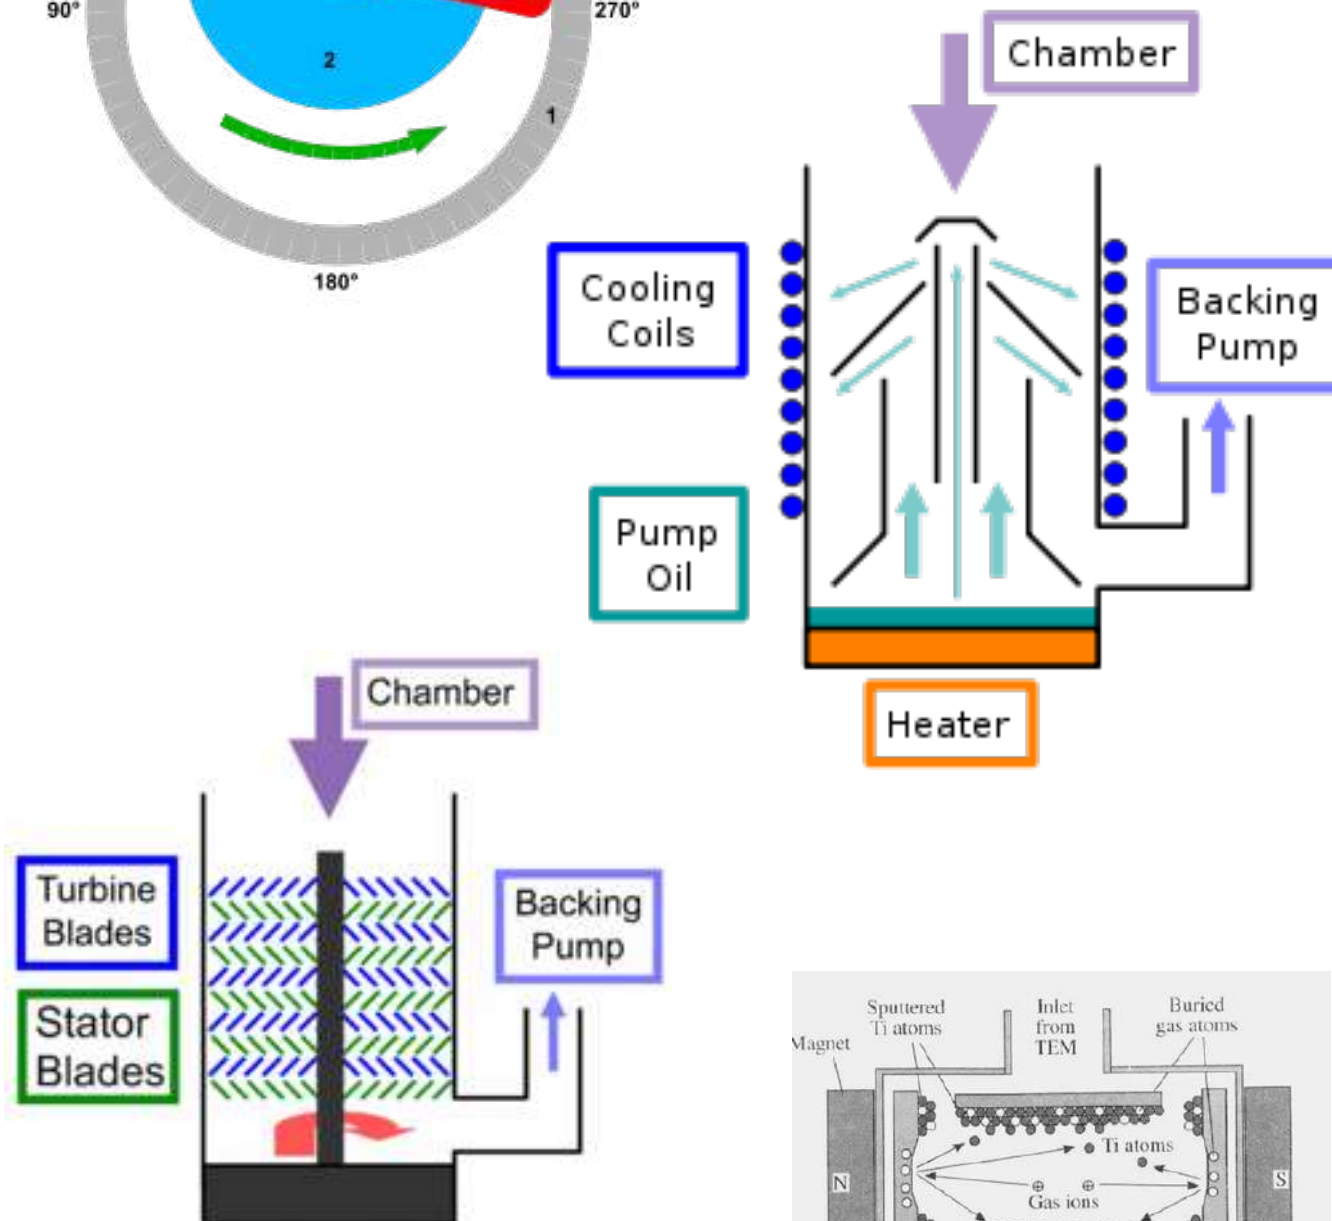 90°
270°
2
1
180°
Chamber
Cooling
Coils
Backing
Pump
Pump
Oil
Heater
Chamber
Turbine
Blades
Backing
Pump
Stator
Blades
Sputtered
Ti atoms
Inlet
from
TEM
Buried
gas atoms
Magnet
Ti atoms
N
S
Gas ions